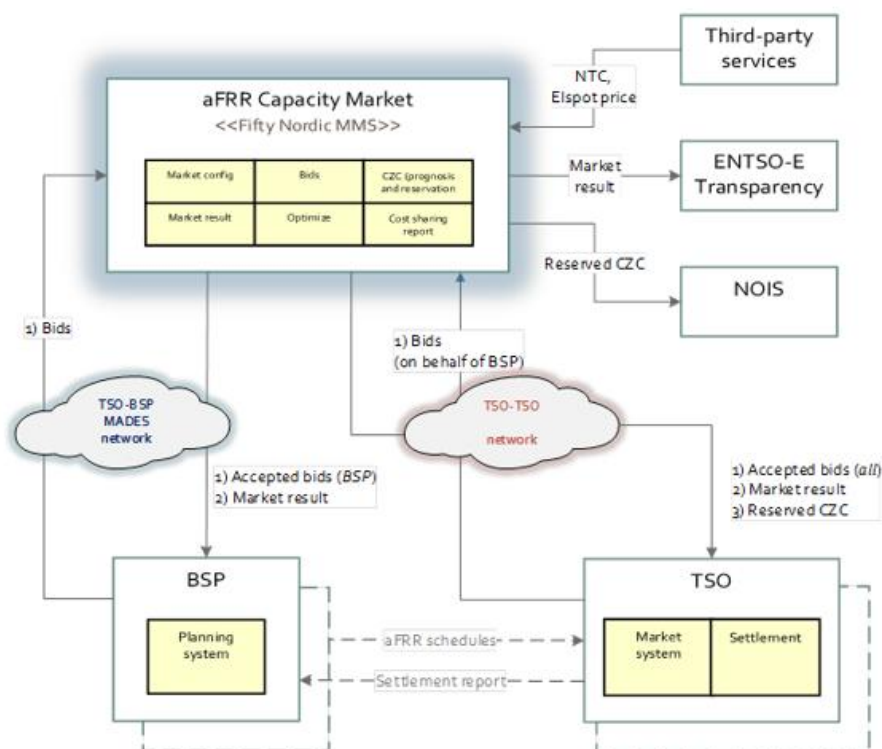 Third-party
services
NTC,
Elspot price
aFRR Capacity Market
<<Fifty Nordic MMS>>
Market config
Bids
CZC (prognosis
and reservation
Market result
Optimize
Cost sharing
report
Market
result
ENTSO-E
Transparency
Reserved CZC
NOIS
1) Bids
1) Bids
(on behalf of BSP)
TSO-BSP
MADES
network
TSO-TSO
network
1) Accepted bids (BSP)
2) Market result
1) Accepted bids (all)
2) Market result
3) Reserved CZC
BSP
Planning
system
aFRR schedules
Settlement report
TSO
Market
system
Settlement